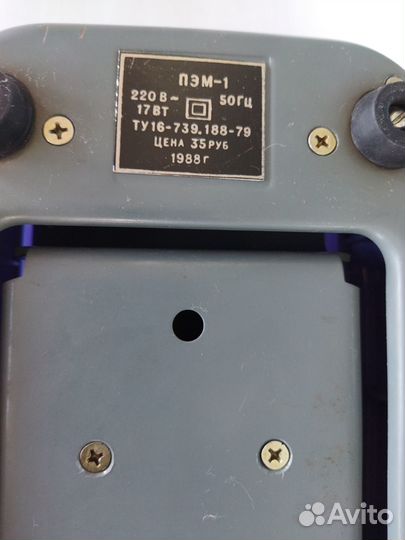 ПЭМ-1
220 В~ 50 ГЦ
17 ВТ
ТУ16-739.188-79
ЦЕНА 35 РУБ
1988 г
Avito